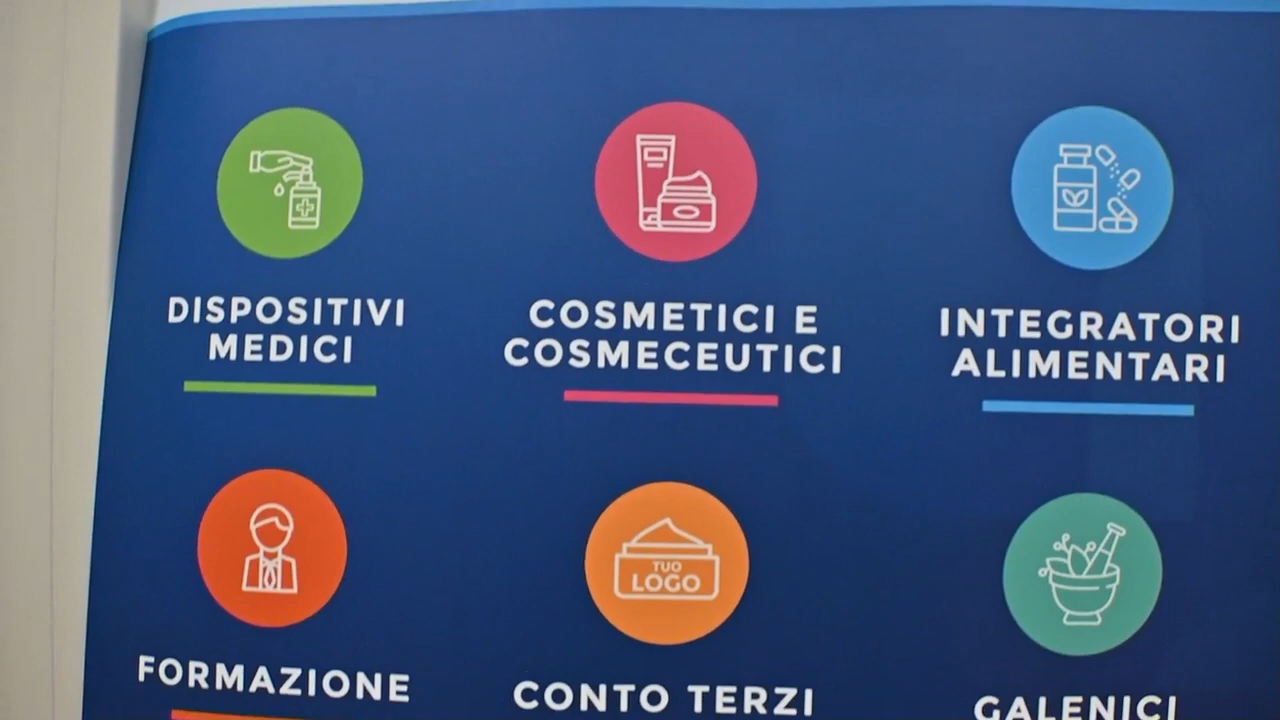 DISPOSITIVI
MEDICI
COSMETICI E
COSMECEUTICI
INTEGRATORI
ALIMENTARI
FORMAZIONE
TUO
LOGO
CONTO TERZI
GALENICI